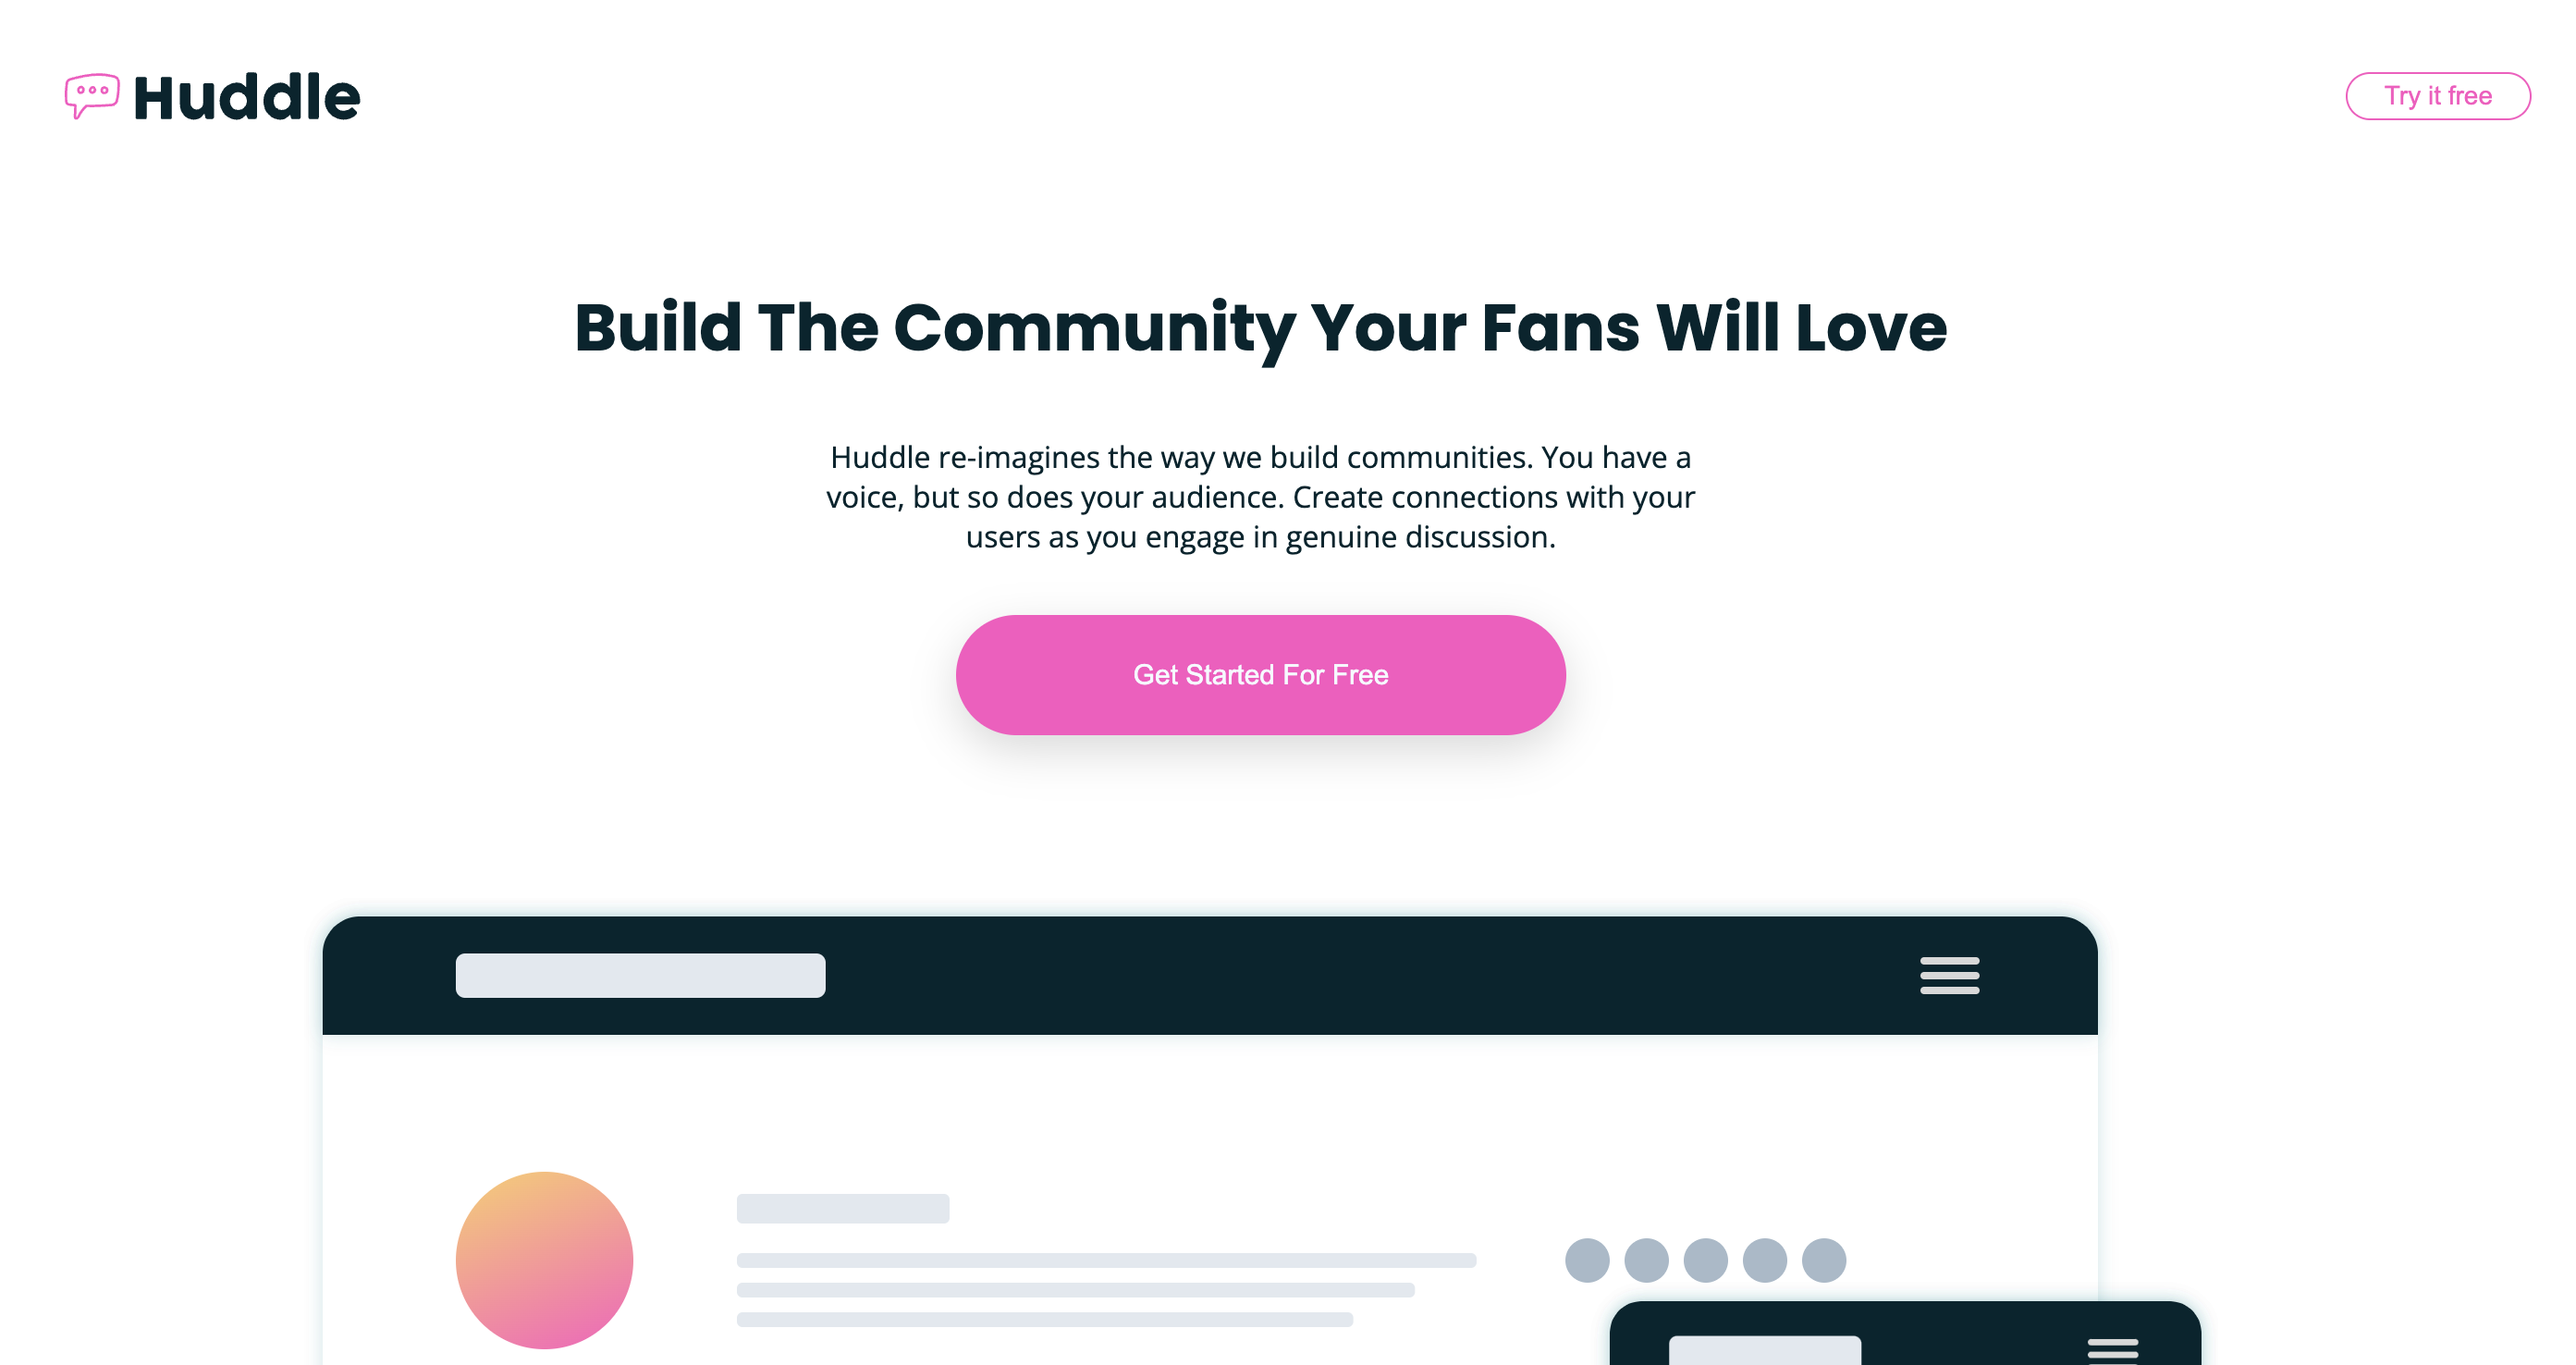 Huddle
Try it free
Build The Community Your Fans Will Love
Huddle re-imagines the way we build communities. You have a
voice, but so does your audience. Create connections with your
users as you engage in genuine discussion.
Get Started For Free